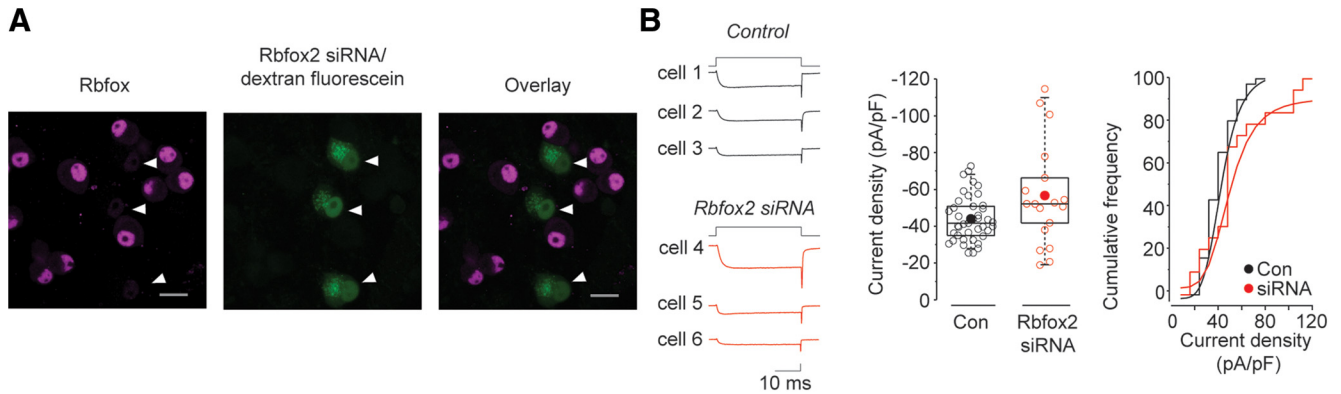 A
Rbfox
Rbfox2 siRNA/
dextran fluorescein
Overlay
B
Control
cell 1
cell 2
cell 3
Rbfox2 siRNA
cell 4
cell 5
cell 6
10 ms
Current density (pA/pF)
-120
-100
-80
-60
-40
-20
0
Con
Rbfox2
siRNA
Cumulative frequency
100
80
60
40
20
0
Con
siRNA
0
40
80
120
Current density
(pA/pF)